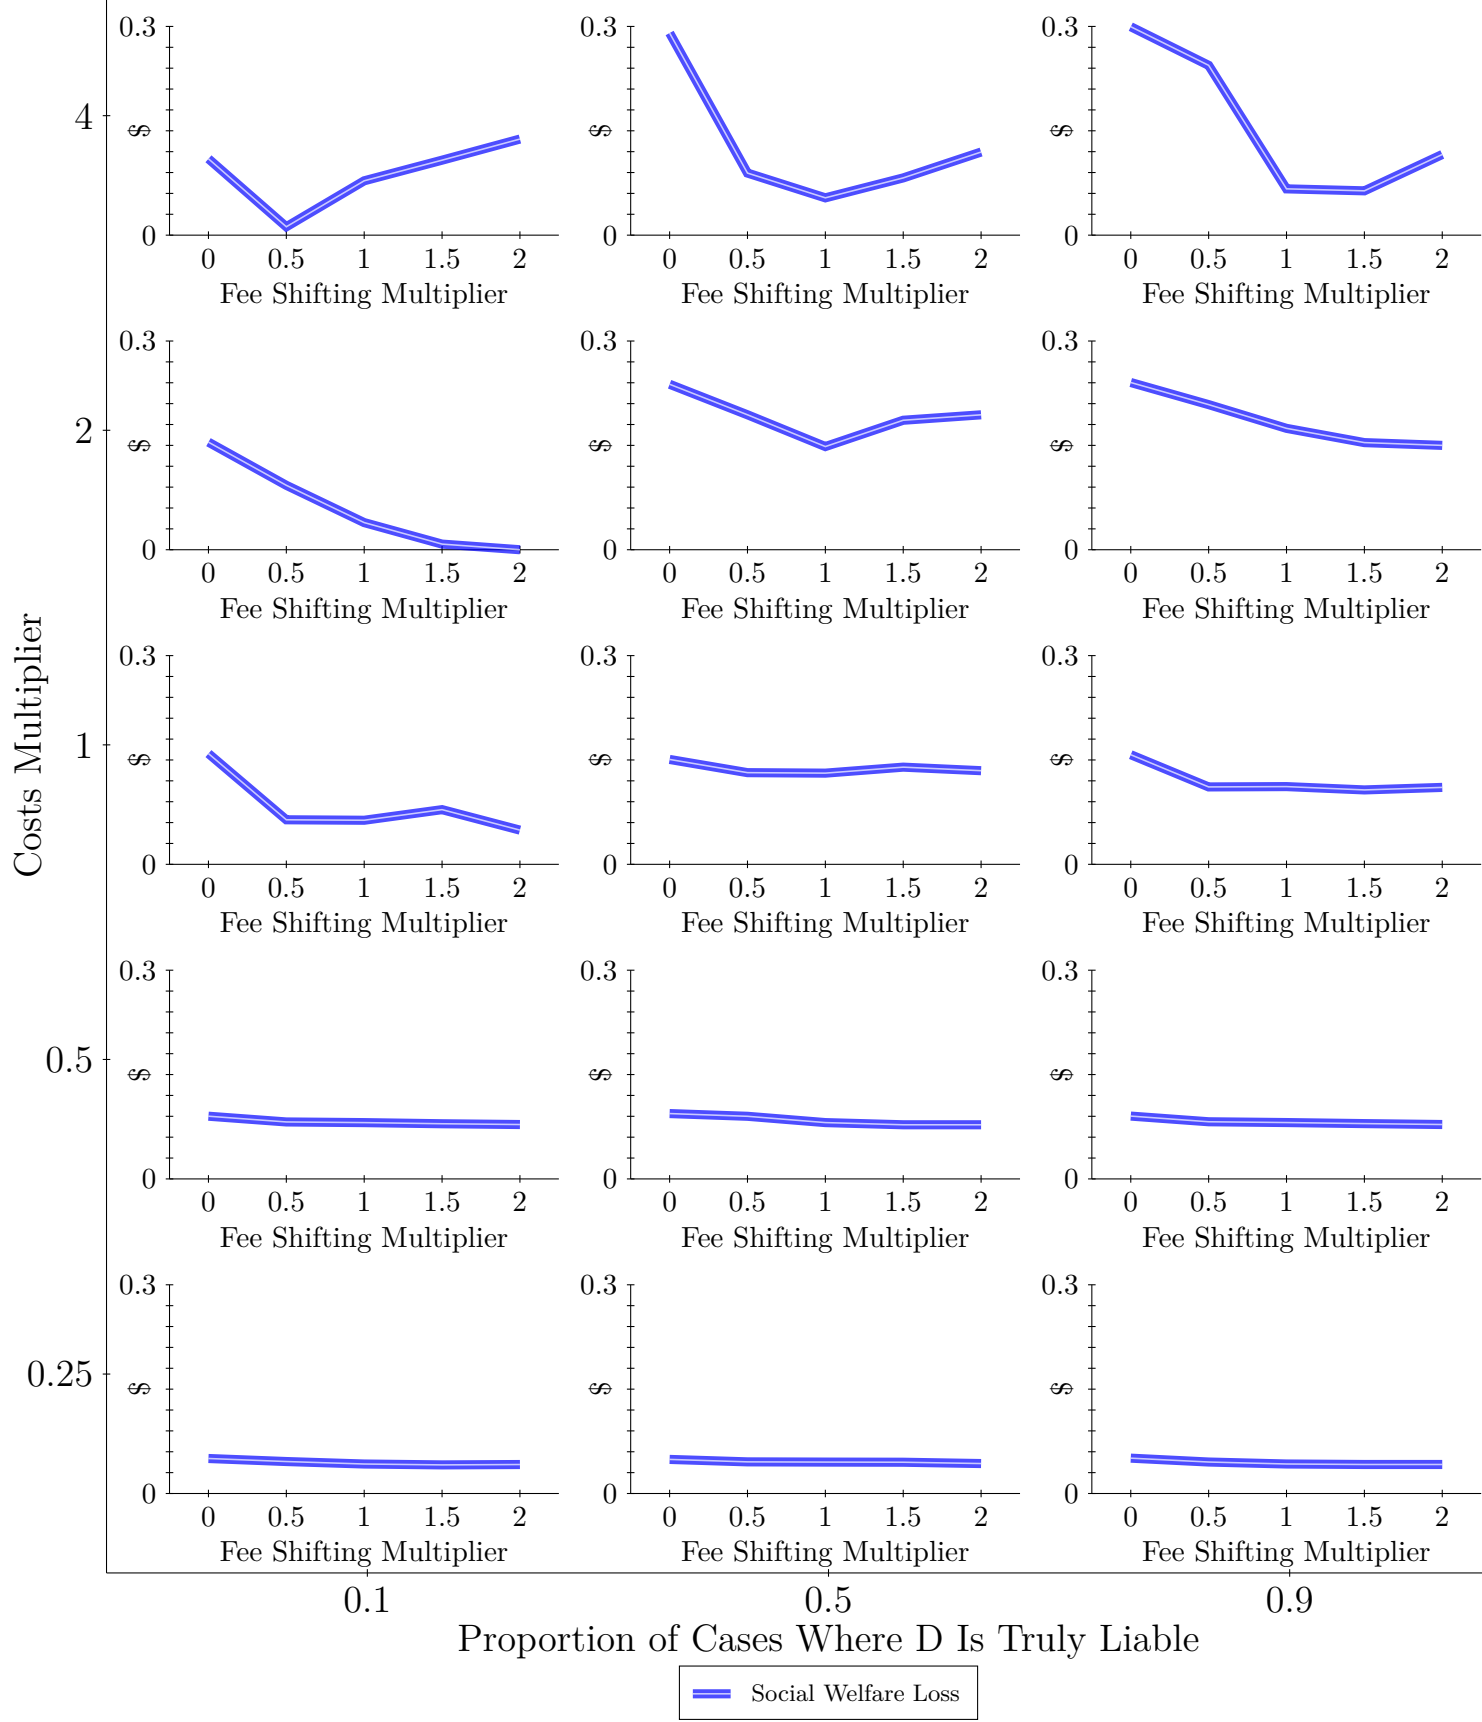 0.3
$
0
0 0.5 1 1.5 2
Fee Shifting Multiplier
0.3
$
0
0 0.5 1 1.5 2
Fee Shifting Multiplier
0.3
$
0
0 0.5 1 1.5 2
Fee Shifting Multiplier
4
0.3
$
0
0 0.5 1 1.5 2
Fee Shifting Multiplier
0.3
$
0
0 0.5 1 1.5 2
Fee Shifting Multiplier
0.3
$
0
0 0.5 1 1.5 2
Fee Shifting Multiplier
2
0.3
$
0
0 0.5 1 1.5 2
Fee Shifting Multiplier
0.3
$
0
0 0.5 1 1.5 2
Fee Shifting Multiplier
0.3
$
0
0 0.5 1 1.5 2
Fee Shifting Multiplier
1
Costs Multiplier
0.3
$
0
0 0.5 1 1.5 2
Fee Shifting Multiplier
0.3
$
0
0 0.5 1 1.5 2
Fee Shifting Multiplier
0.3
$
0
0 0.5 1 1.5 2
Fee Shifting Multiplier
0.5
0.3
$
0
0 0.5 1 1.5 2
Fee Shifting Multiplier
0.3
$
0
0 0.5 1 1.5 2
Fee Shifting Multiplier
0.3
$
0
0 0.5 1 1.5 2
Fee Shifting Multiplier
0.25
0.1 0.5 0.9
Proportion of Cases Where D Is Truly Liable
Social Welfare Loss